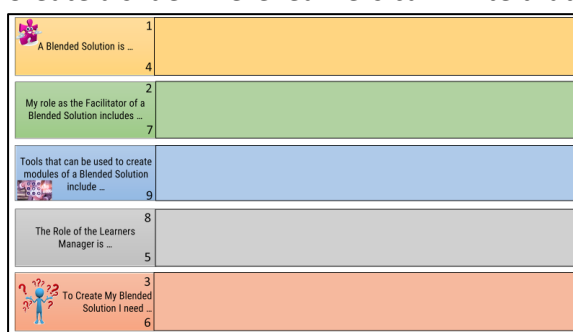 1
A Blended Solution is ...
4
2
My role as the Facilitator of a
Blended Solution includes ...
7
Tools that can be used to create
modules of a Blended Solution
include ...
9
8
The Role of the Learners
Manager is ...
5
3
To Create My Blended
Solution I need ...
6